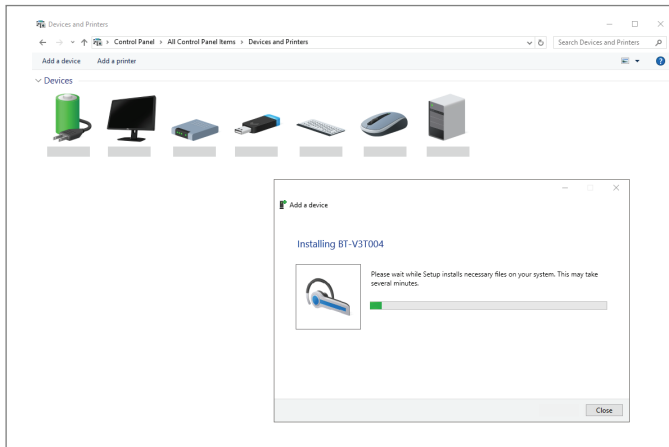 Devices and Printers
Control Panel > All Control Panel Items > Devices and Printers
Search Devices and Printers
Add a device
Add a printer
?
Devices
Add a device
Installing BT-V3T004
Please wait while Setup installs necessary files on your system. This may take
several minutes.
Close